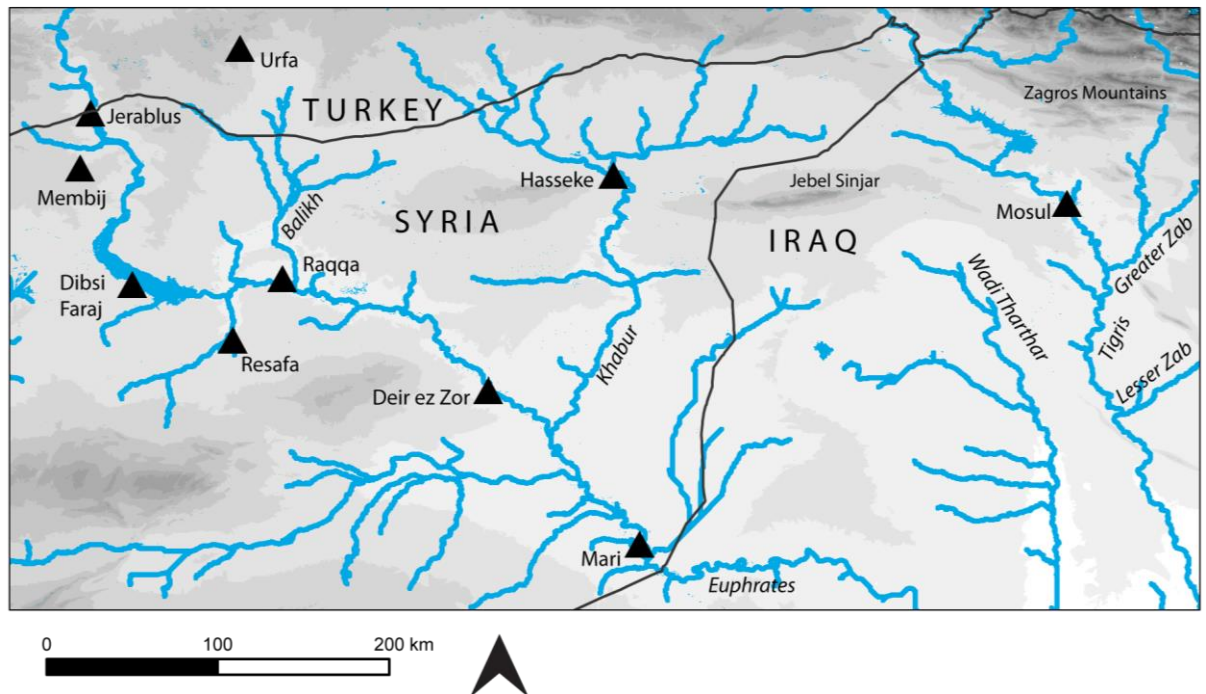 Urfa
TURKEY
Zagros Mountains
Jerablus
Membij
Hasseke
Jebel Sinjar
Mosul
SYRIA
IRAQ
Balikh
Greater Zab
Wadi Tharthar
Dibsi
Faraj
Raqqa
Resafa
Khabur
Tigris
Lesser Zab
Deir ez Zor
Mari
Euphrates
0 100 200 km